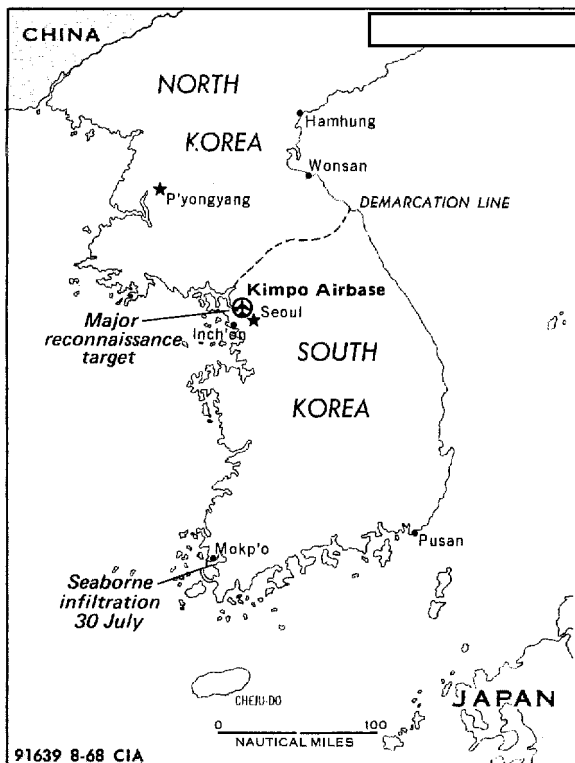 CHINA
NORTH
KOREA
Hamhung
Wonsan
P'yongyang
DEMARCATION LINE
Kimpo Airbase
Seoul
Major
reconnaissance
target
Inch'on
SOUTH
KOREA
Mokp'o
Pusan
Seaborne
infiltration
30 July
CHEJU-DO
JAPAN
0 100
NAUTICAL MILES
91639 8-68 CIA